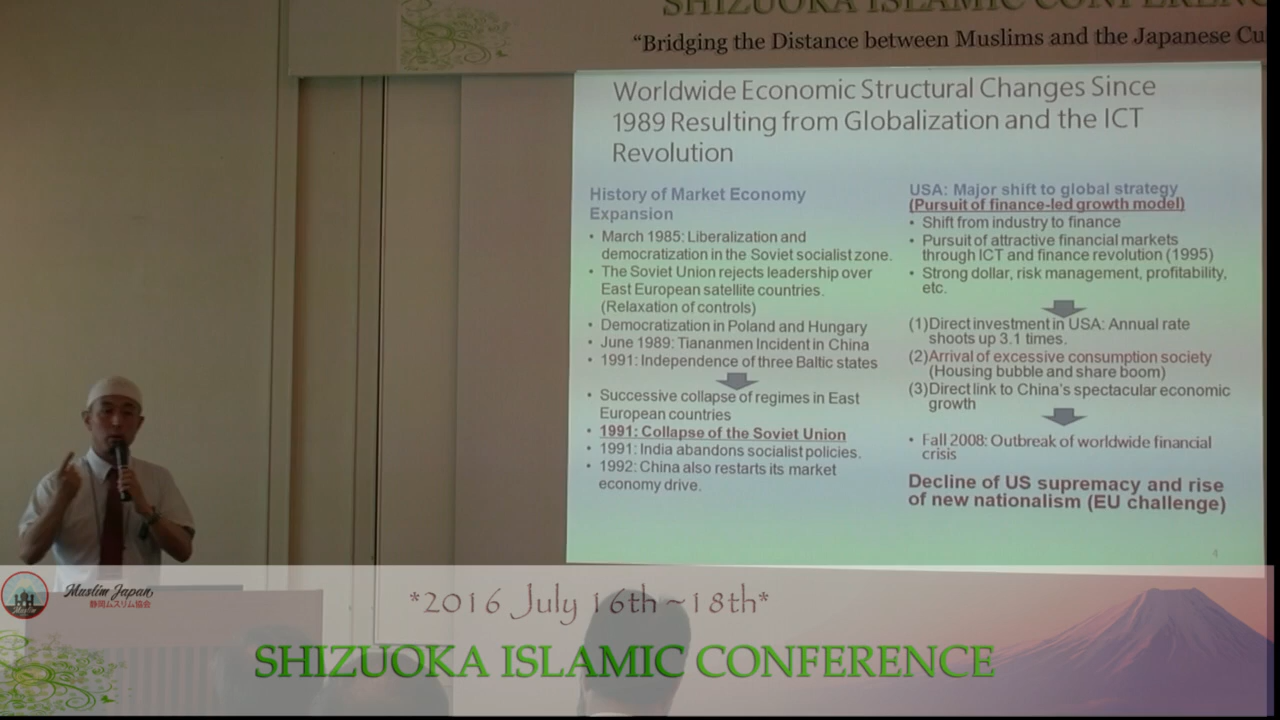 SHIZUOKA ISLAMIC CONFERENC
“Bridging the Distance between Muslims and the Japanese Cu
Worldwide Economic Structural Changes Since
1989 Resulting from Globalization and the ICT
Revolution
History of Market Economy
Expansion
• March 1985: Liberalization and
democratization in the Soviet socialist zone.
• The Soviet Union rejects leadership over
East European satellite countries.
(Relaxation of controls)
• Democratization in Poland and Hungary
• June 1989: Tiananmen Incident in China
• 1991: Independence of three Baltic states
• Successive collapse of regimes in East
European countries
• 1991: Collapse of the Soviet Union
• 1991: India abandons socialist policies.
• 1992: China also restarts its market
economy drive.
USA: Major shift to global strategy
(Pursuit of finance-led growth model)
• Shift from industry to finance
• Pursuit of attractive financial markets
through ICT and finance revolution (1995)
• Strong dollar, risk management, profitability,
etc.
(1)Direct investment in USA: Annual rate
shoots up 3.1 times.
(2)Arrival of excessive consumption society
(Housing bubble and share boom)
(3)Direct link to China's spectacular economic
growth
• Fall 2008: Outbreak of worldwide financial
crisis
Decline of US supremacy and rise
of new nationalism (EU challenge)
4
Muslim Japan
静岡ムスリム協会
*2016 July 16th ~18th*
SHIZUOKA ISLAMIC CONFERENCE